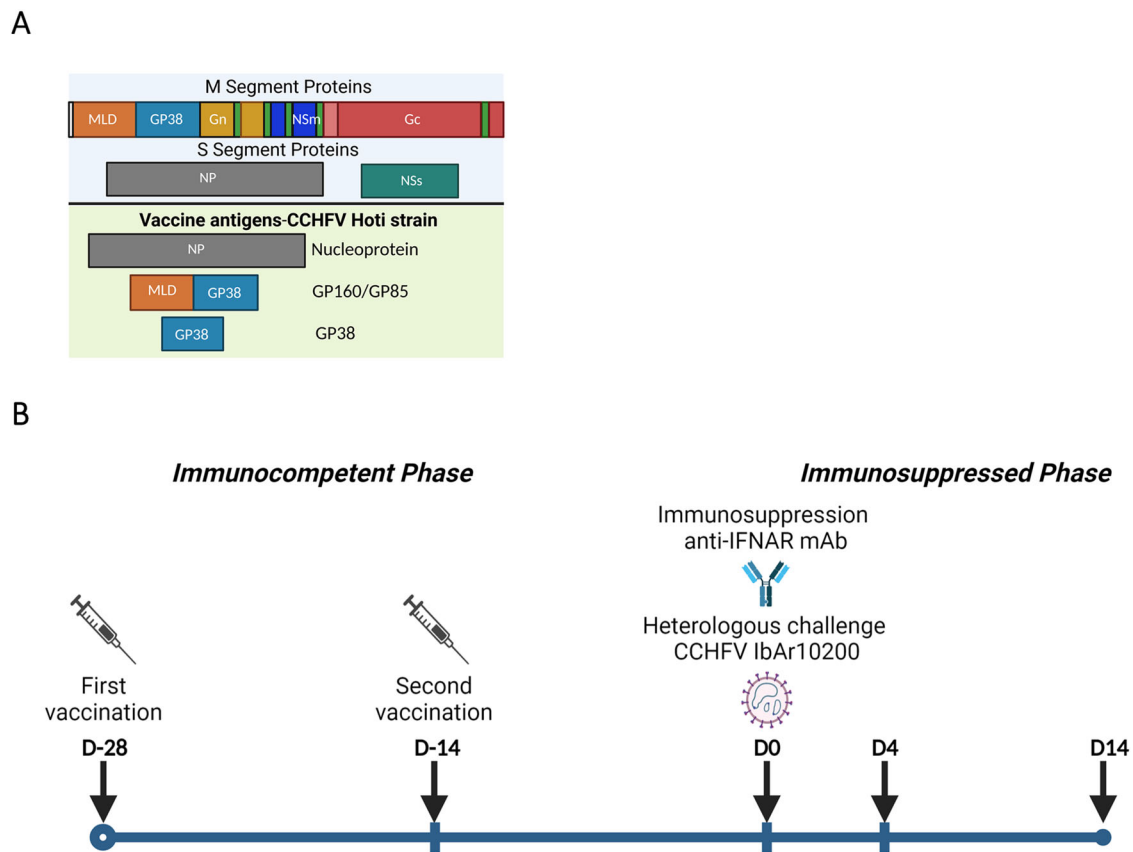 A
M Segment Proteins
MLD GP38 Gn NSm Gc
S Segment Proteins
NP NSs
Vaccine antigens-CCHFV Hoti strain
NP Nucleoprotein
MLD GP38 GP160/GP85
GP38 GP38
B
Immunocompetent Phase
Immunosuppressed Phase
Immunosuppression
anti-IFNAR mAb
Heterologous challenge
CCHFV IbAr10200
First
vaccination
Second
vaccination
D-28 D-14 D0 D4 D14